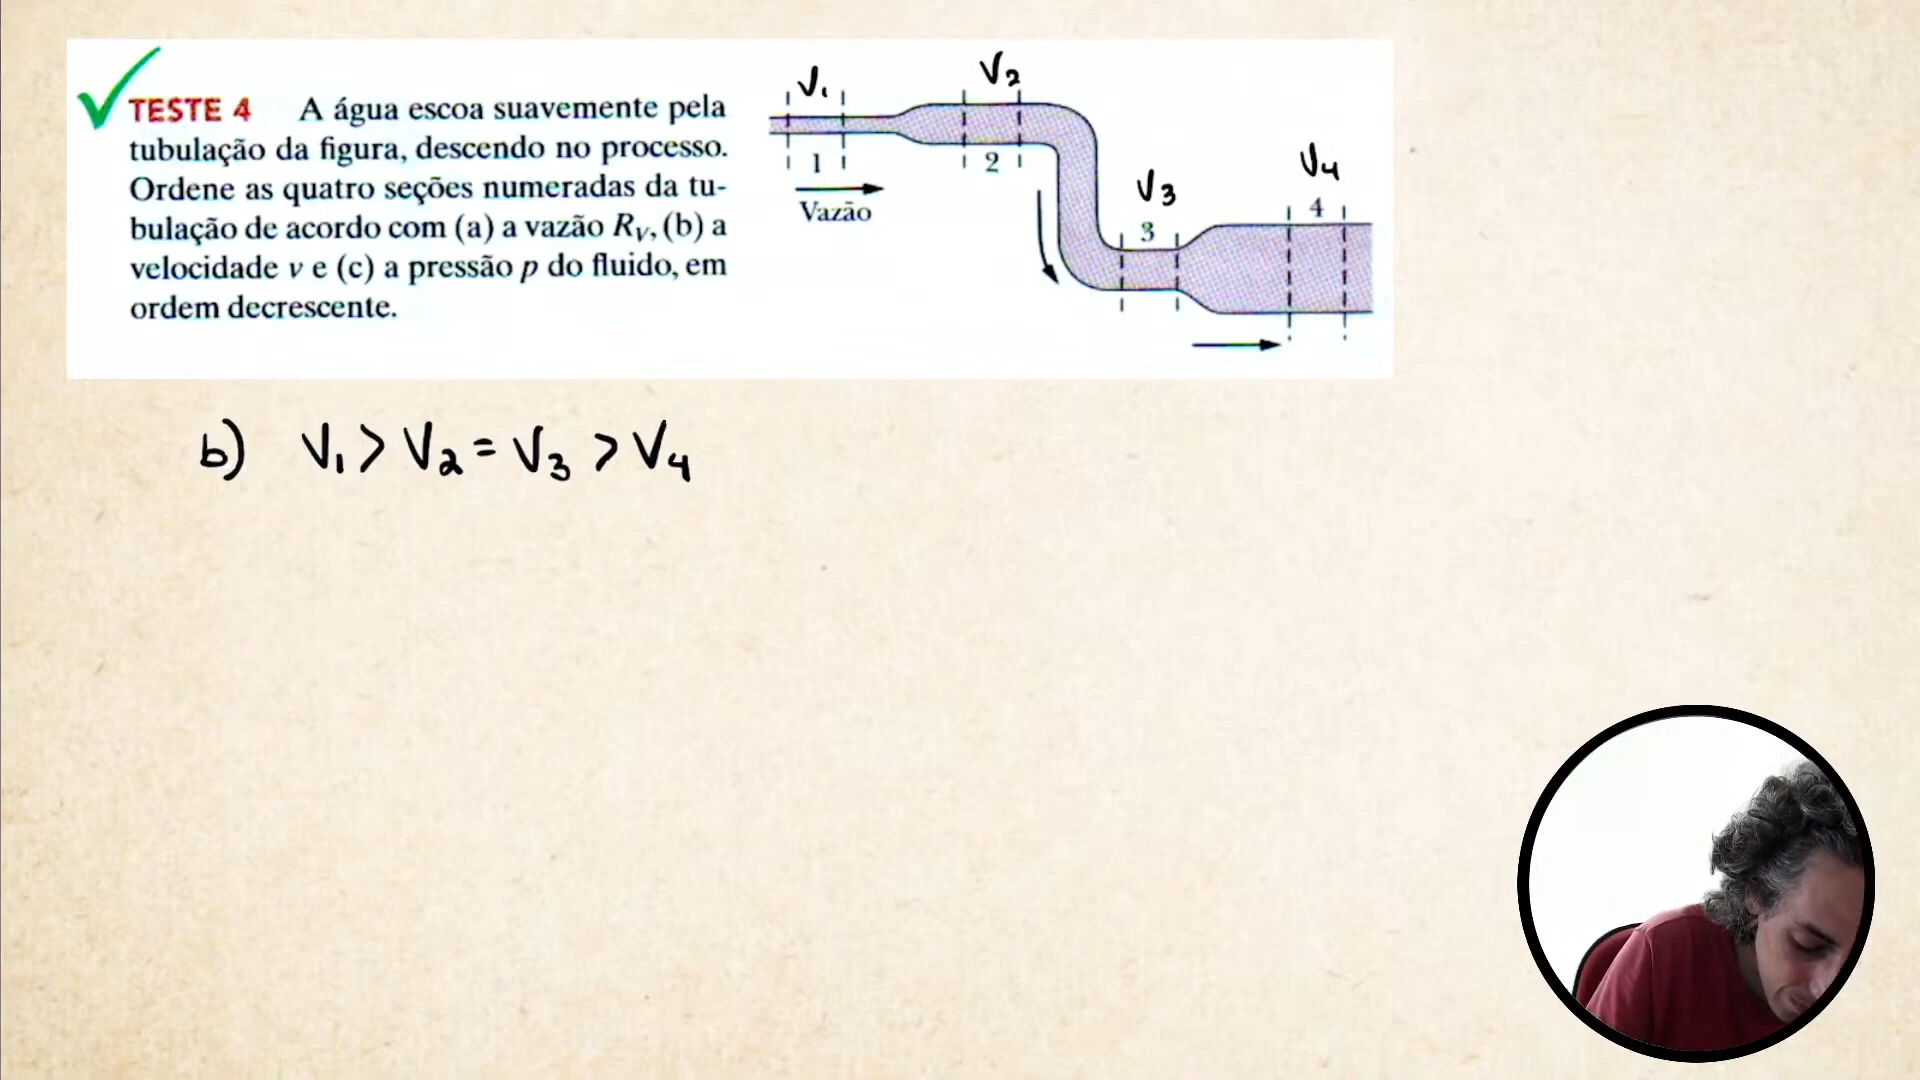 TESTE 4 A água escoa suavemente pela
tubulação da figura, descendo no processo.
Ordene as quatro seções numeradas da tu-
bulação de acordo com (a) a vazão Rᵥ, (b) a
velocidade v e (c) a pressão p do fluido, em
ordem decrescente.
V₁
V₂
1
2
Vazão
V₃
V₄
3
4
b) V₁ > V₂ = V₃ > V₄